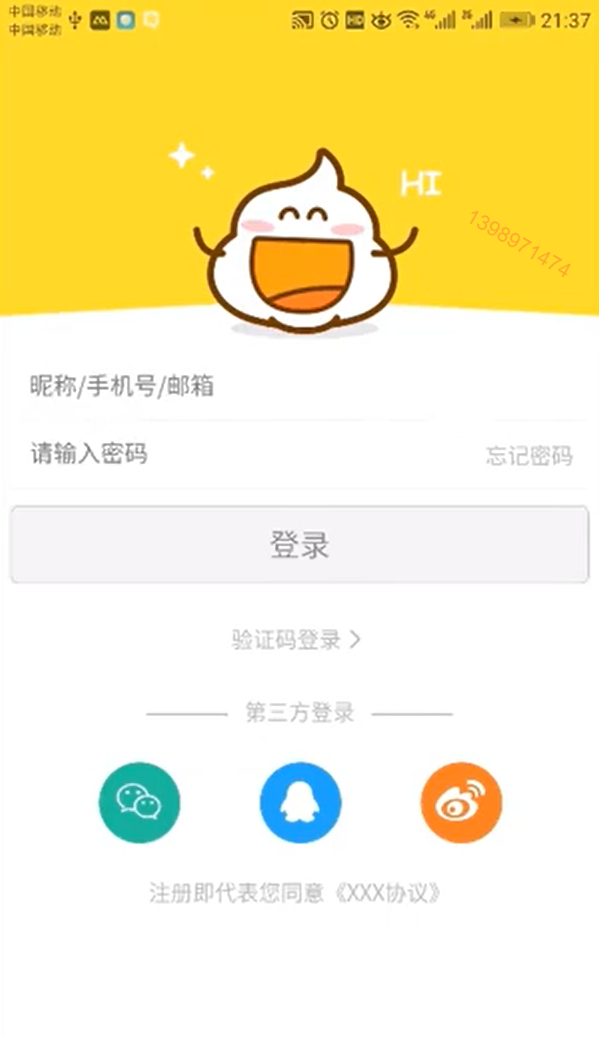 中国移动
中国移动
HD
4G
2G
21:37
HI
1398971474
昵称/手机号/邮箱
请输入密码
忘记密码
登录
验证码登录 >
第三方登录
注册即代表您同意《XXX协议》